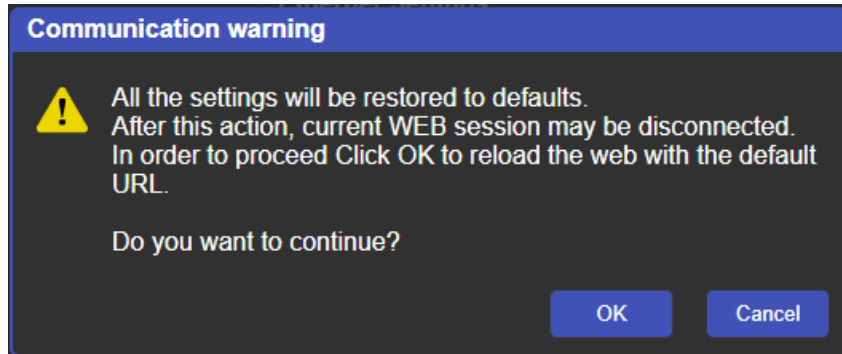 Communication warning
All the settings will be restored to defaults.
After this action, current WEB session may be disconnected.
In order to proceed Click OK to reload the web with the default
URL.
Do you want to continue?
OK
Cancel